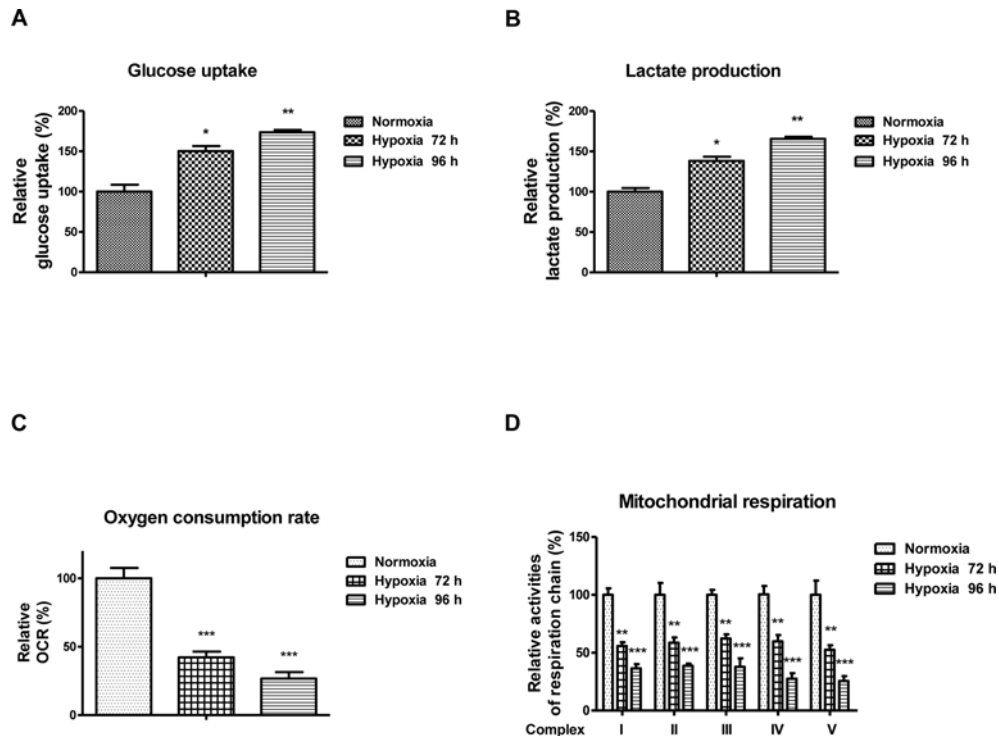 A
Glucose uptake
Relative
glucose uptake (%)
200
150
100
50
0
*
**
Normoxia
Hypoxia 72 h
Hypoxia 96 h
B
Lactate production
Relative
lactate production (%)
200
150
100
50
0
*
**
Normoxia
Hypoxia 72 h
Hypoxia 96 h
C
Oxygen consumption rate
Relative
OCR (%)
100
50
0
***
***
Normoxia
Hypoxia 72 h
Hypoxia 96 h
D
Mitochondrial respiration
Relative activities
of respiration chain (%)
150
100
50
0
** *** ** *** ** *** ** *** ** ***
Normoxia
Hypoxia 72 h
Hypoxia 96 h
Complex I II III IV V